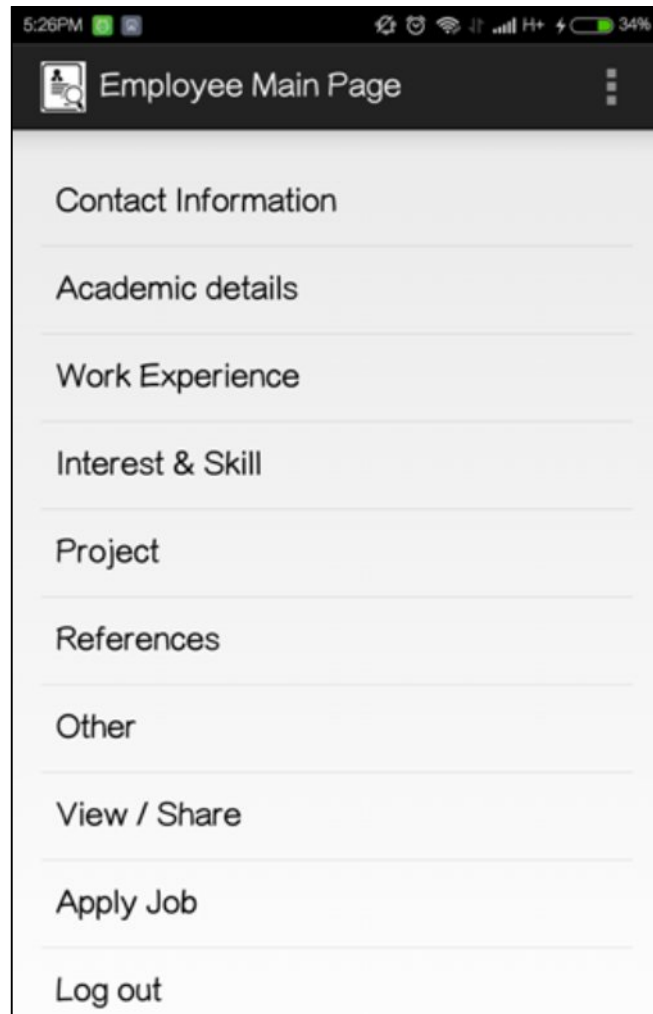 5:26PM H+ 34%
Employee Main Page
Contact Information
Academic details
Work Experience
Interest & Skill
Project
References
Other
View / Share
Apply Job
Log out